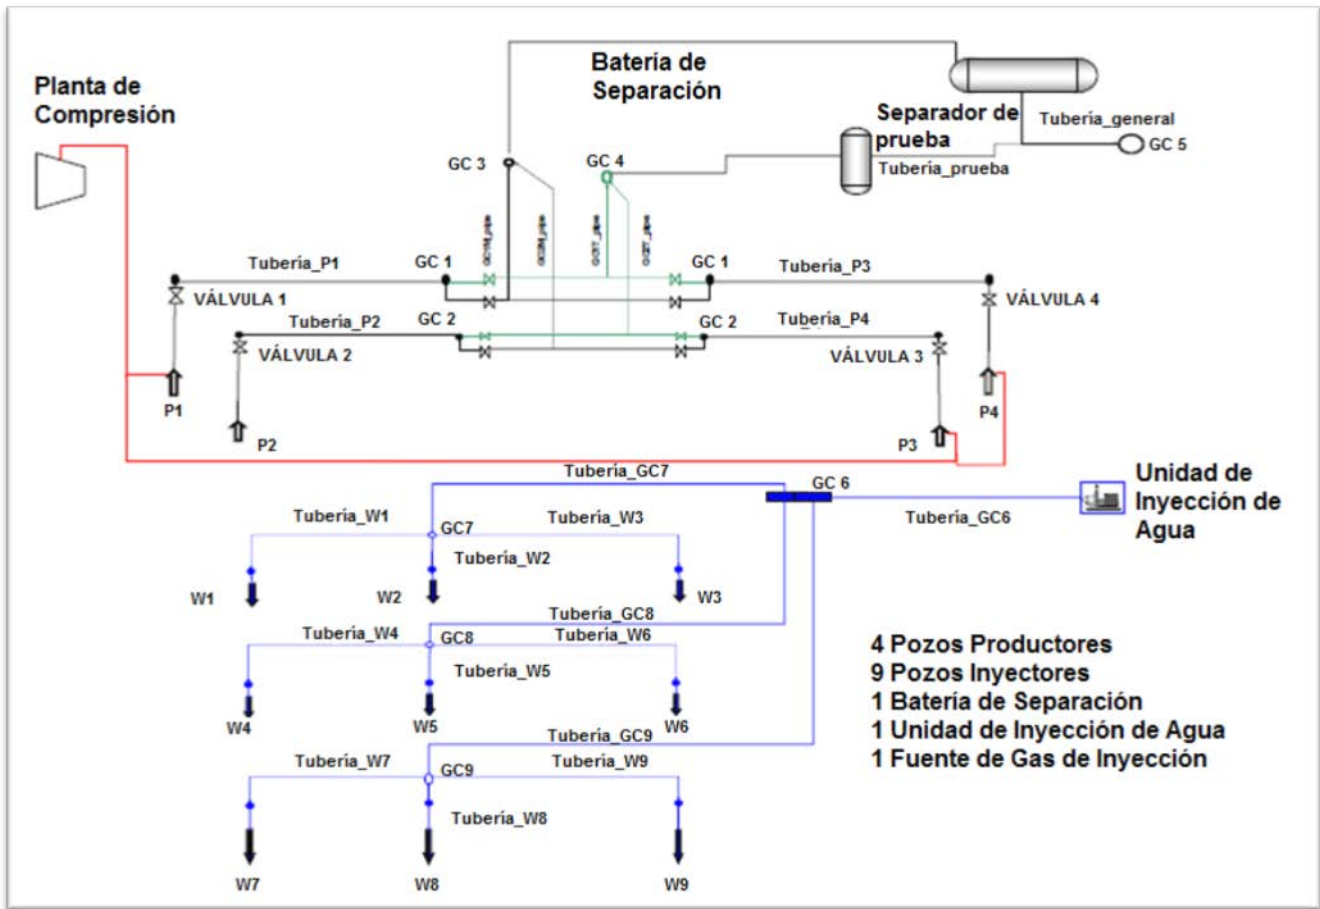 Planta de
Compresión
Batería de
Separación
Separador de
prueba
Tubería_general
GC 5
Tubería_prueba
GC 3
GC 4
Tubería_P1
GC 1
GC 1
Tubería_P3
VÁLVULA 1
VÁLVULA 4
Tubería_P2
GC 2
GC 2
Tubería_P4
VÁLVULA 2
VÁLVULA 3
P1
P4
P2
P3
Tubería_GC7
GC 6
Unidad de
Inyección de
Agua
Tubería_GC6
Tubería_W1
GC7
Tubería_W3
Tubería_W2
W1
W2
W3
Tubería_GC8
Tubería_W4
GC8
Tubería_W6
Tubería_W5
W4
W5
W6
Tubería_GC9
Tubería_W7
GC9
Tubería_W9
Tubería_W8
W7
W8
W9
4 Pozos Productores
9 Pozos Inyectores
1 Batería de Separación
1 Unidad de Inyección de Agua
1 Fuente de Gas de Inyección